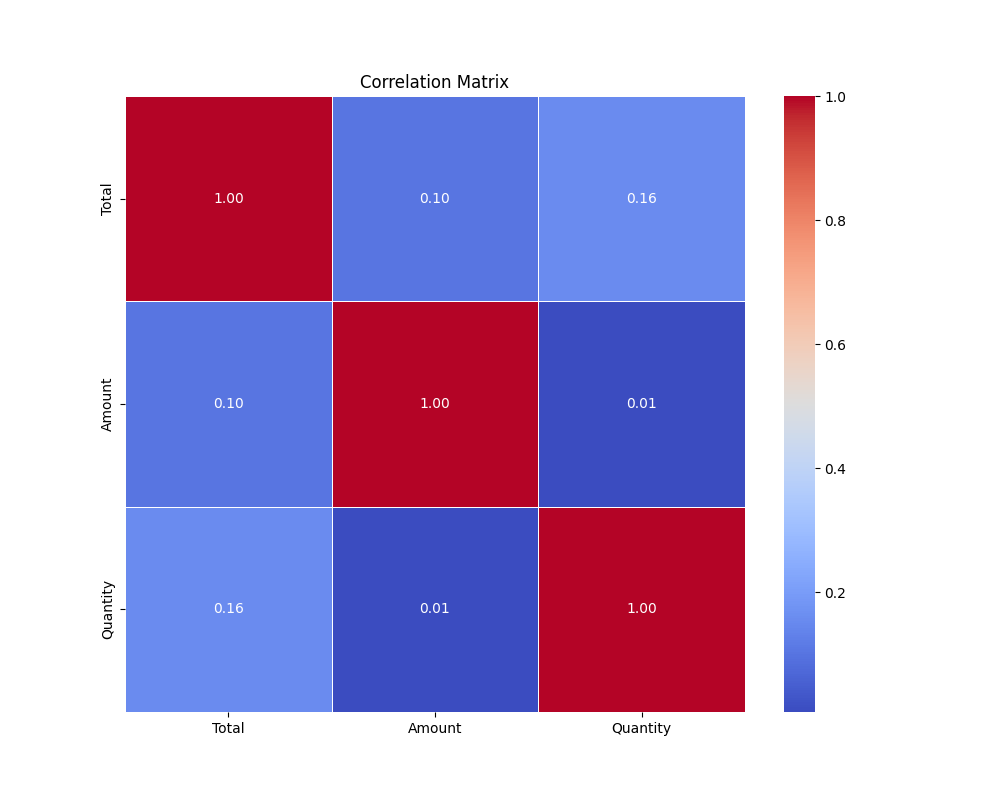 Correlation Matrix
Total
1.00
0.10
0.16
Amount
0.10
1.00
0.01
Quantity
0.16
0.01
1.00
Total
Amount
Quantity
1.0
0.8
0.6
0.4
0.2